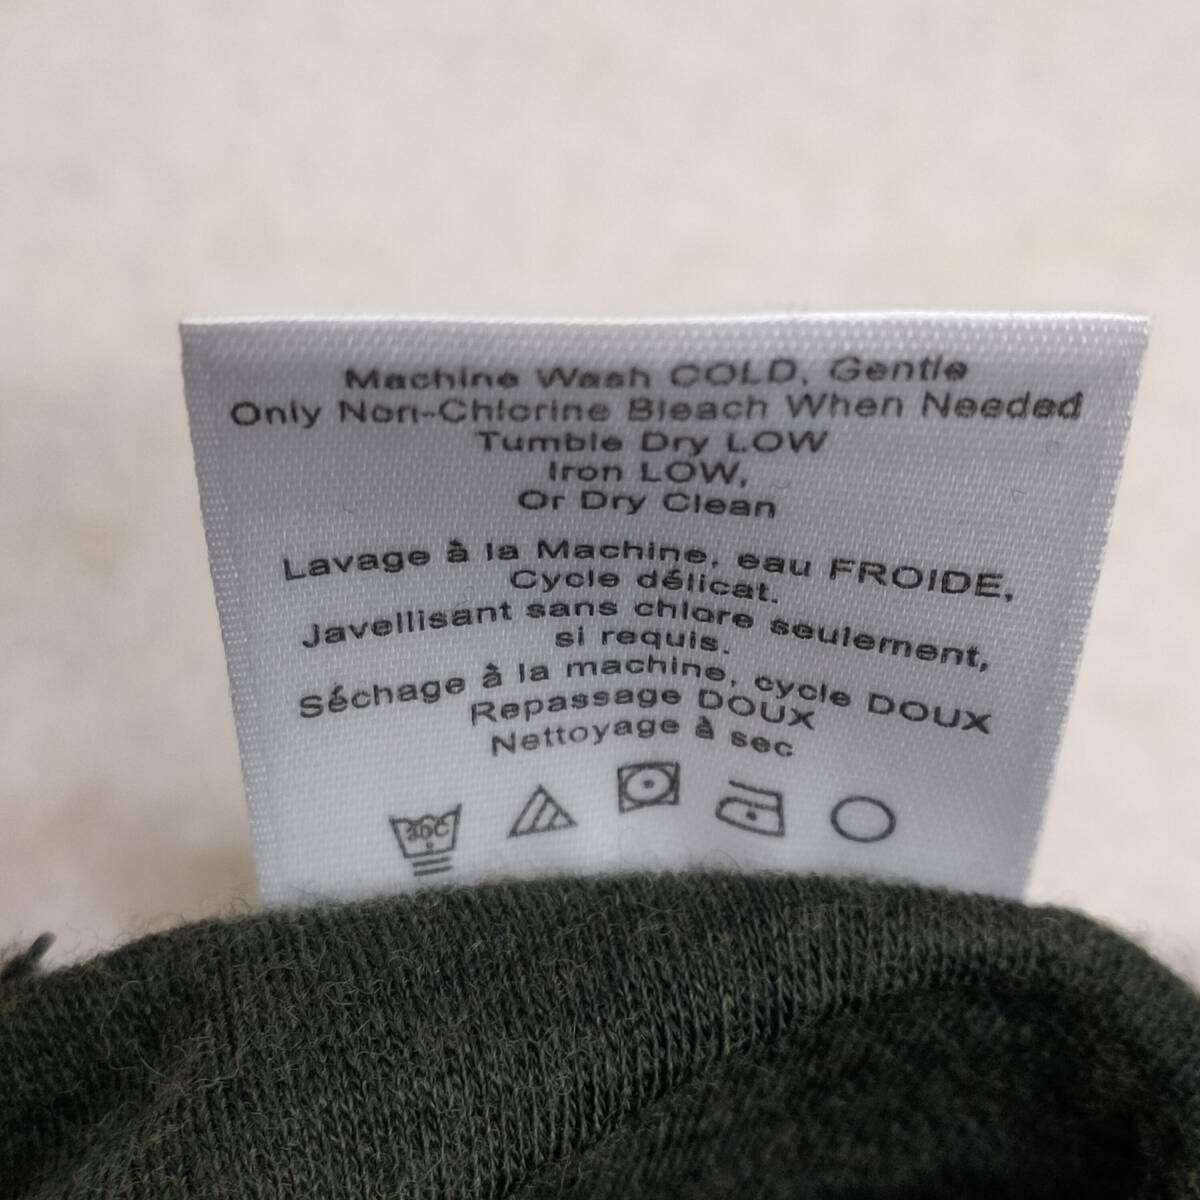 Machine Wash COLD, Gentle
Only Non-Chlorine Bleach When Needed
Tumble Dry LOW
Iron LOW,
Or Dry Clean
Lavage à la Machine, eau FROIDE,
Cycle délicat.
Javellisant sans chlore seulement,
si requis.
Séchage à la machine, cycle DOUX
Repassage DOUX
Nettoyage à sec
30C